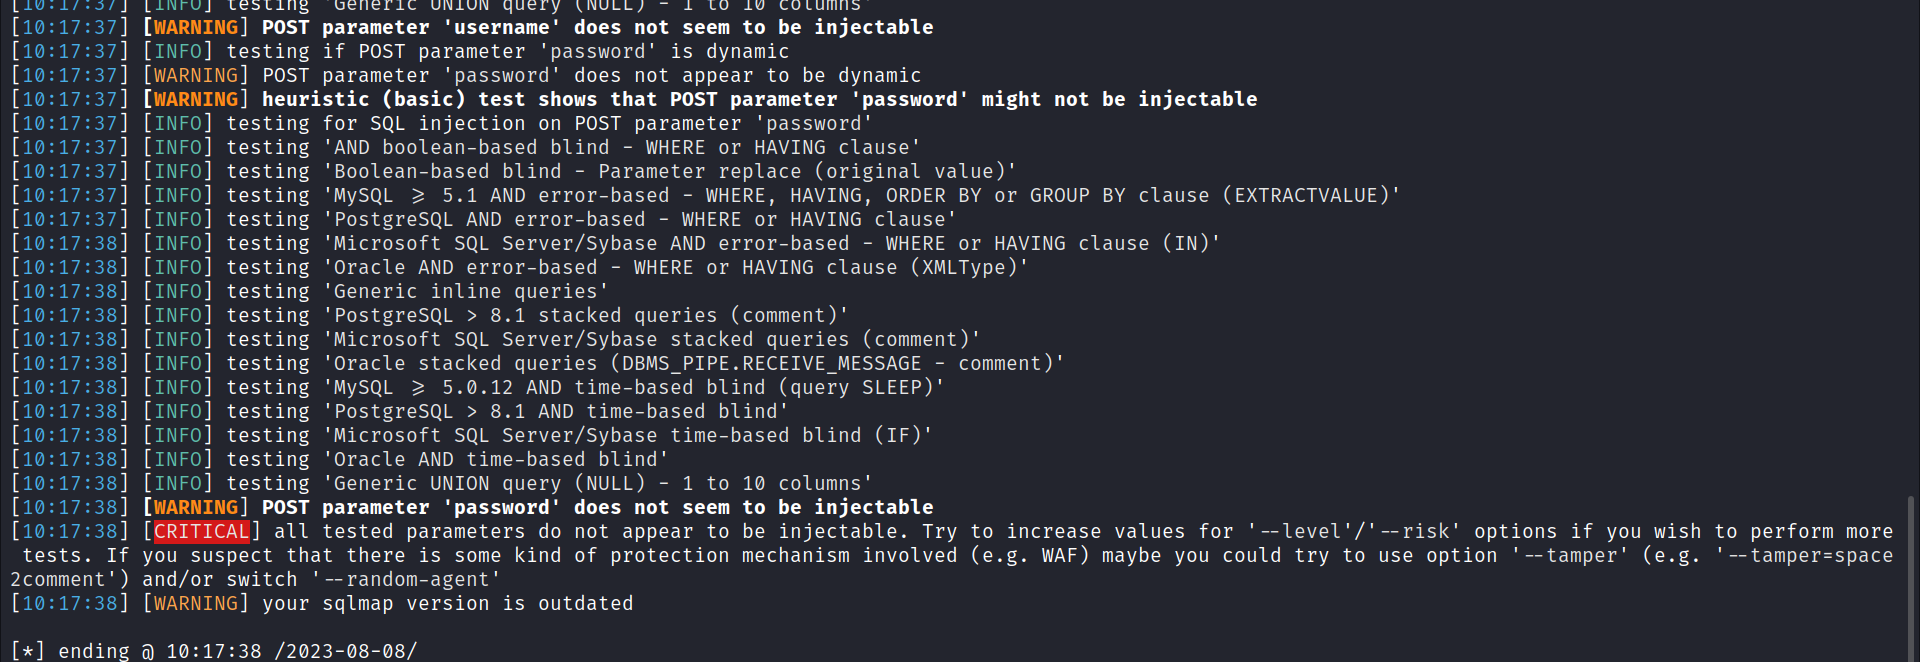 [10:17:37] [INFO] testing 'Generic UNION query (NULL) - 1 to 10 columns'
[10:17:37] [WARNING] POST parameter 'username' does not seem to be injectable
[10:17:37] [INFO] testing if POST parameter 'password' is dynamic
[10:17:37] [WARNING] POST parameter 'password' does not appear to be dynamic
[10:17:37] [WARNING] heuristic (basic) test shows that POST parameter 'password' might not be injectable
[10:17:37] [INFO] testing for SQL injection on POST parameter 'password'
[10:17:37] [INFO] testing 'AND boolean-based blind - WHERE or HAVING clause'
[10:17:37] [INFO] testing 'Boolean-based blind - Parameter replace (original value)'
[10:17:37] [INFO] testing 'MySQL >= 5.1 AND error-based - WHERE, HAVING, ORDER BY or GROUP BY clause (EXTRACTVALUE)'
[10:17:37] [INFO] testing 'PostgreSQL AND error-based - WHERE or HAVING clause'
[10:17:38] [INFO] testing 'Microsoft SQL Server/Sybase AND error-based - WHERE or HAVING clause (IN)'
[10:17:38] [INFO] testing 'Oracle AND error-based - WHERE or HAVING clause (XMLType)'
[10:17:38] [INFO] testing 'Generic inline queries'
[10:17:38] [INFO] testing 'PostgreSQL > 8.1 stacked queries (comment)'
[10:17:38] [INFO] testing 'Microsoft SQL Server/Sybase stacked queries (comment)'
[10:17:38] [INFO] testing 'Oracle stacked queries (DBMS_PIPE.RECEIVE_MESSAGE - comment)'
[10:17:38] [INFO] testing 'MySQL >= 5.0.12 AND time-based blind (query SLEEP)'
[10:17:38] [INFO] testing 'PostgreSQL > 8.1 AND time-based blind'
[10:17:38] [INFO] testing 'Microsoft SQL Server/Sybase time-based blind (IF)'
[10:17:38] [INFO] testing 'Oracle AND time-based blind'
[10:17:38] [INFO] testing 'Generic UNION query (NULL) - 1 to 10 columns'
[10:17:38] [WARNING] POST parameter 'password' does not seem to be injectable
[10:17:38] [CRITICAL] all tested parameters do not appear to be injectable. Try to increase values for '--level'/'--risk' options if you wish to perform more
tests. If you suspect that there is some kind of protection mechanism involved (e.g. WAF) maybe you could try to use option '--tamper' (e.g. '--tamper=space
2comment') and/or switch '--random-agent'
[10:17:38] [WARNING] your sqlmap version is outdated
[*] ending @ 10:17:38 /2023-08-08/